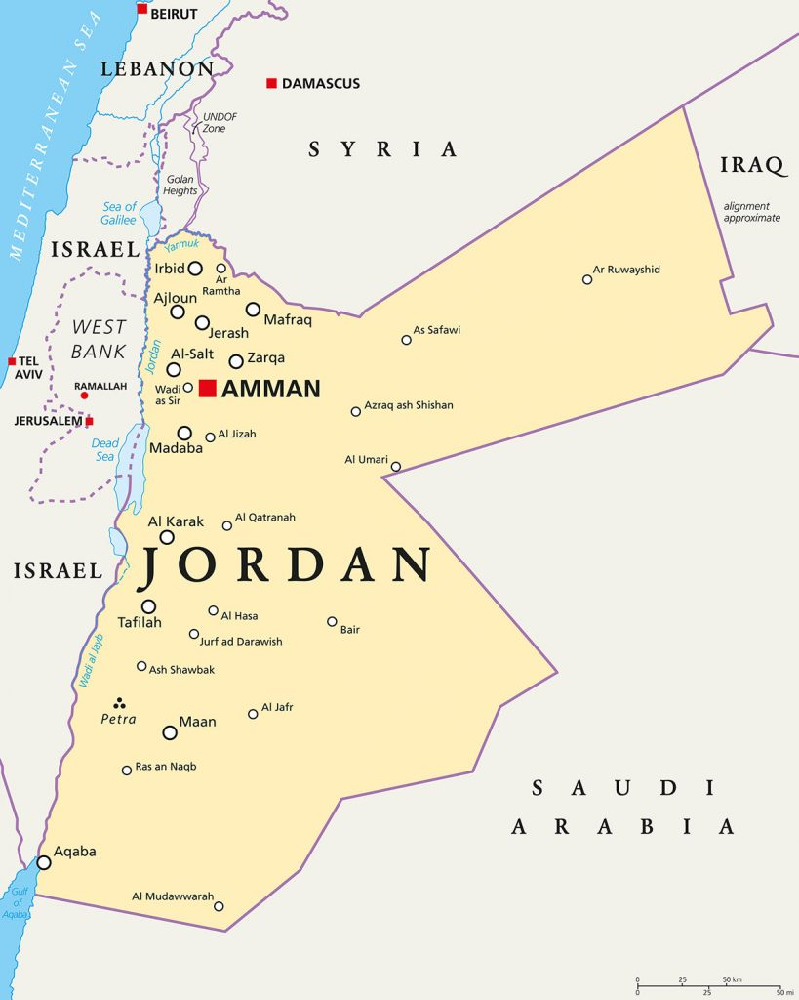 BEIRUT
LEBANON
DAMASCUS
MEDITERRANEAN SEA
UNDOF
Zone
SYRIA
IRAQ
alignment
approximate
Golan
Heights
Sea of
Galilee
ISRAEL
Yarmuk
Irbid
Ar
Ramtha
Ar Ruwayshid
Ajloun
Jerash
Mafraq
WEST
BANK
As Safawi
Jordan
Al-Salt
Zarqa
TEL
AVIV
RAMALLAH
Wadi
as Sir
AMMAN
Azraq ash Shishan
JERUSALEM
Dead
Sea
Madaba
Al Jizah
Al Umari
Al Karak
Al Qatranah
ISRAEL
JORDAN
Tafilah
Al Hasa
Bair
Jurf ad Darawish
Wadi al Jayb
Ash Shawbak
Petra
Maan
Al Jafr
Ras an Naqb
SAUDI
ARABIA
Aqaba
Gulf
of
Aqaba
Al Mudawwarah
0 25 50 km
0 25 50 mi